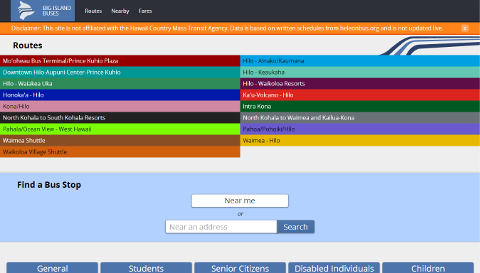 BIG ISLAND
BUSES
Routes Nearby Fares
Disclaimer: This site is not affiliated with the Hawaii Country Mass Transit Agency. Data is based on written schedules from heleonbus.org and is not updated live.
x
Routes
Mo'oheau Bus Terminal/Prince Kuhio Plaza
Hilo - Ainako/Kaumana
Downtown Hilo-Aupuni Center-Prince Kuhio
Hilo - Keaukaha
Hilo - Waiakea Uka
Hilo - Waikoloa Resorts
Honoka'a - Hilo
Ka'u-Volcano - Hilo
Kona/Hilo
Intra Kona
North Kohala to South Kohala Resorts
North Kohala to Waimea and Kailua-Kona
Pahala/Ocean View - West Hawaii
Pahoa/Pohoiki/Hilo
Waimea Shuttle
Waimea - Hilo
Waikoloa Village Shuttle
Find a Bus Stop
Near me
or
Near an address
Search
General Students Senior Citizens Disabled Individuals Children